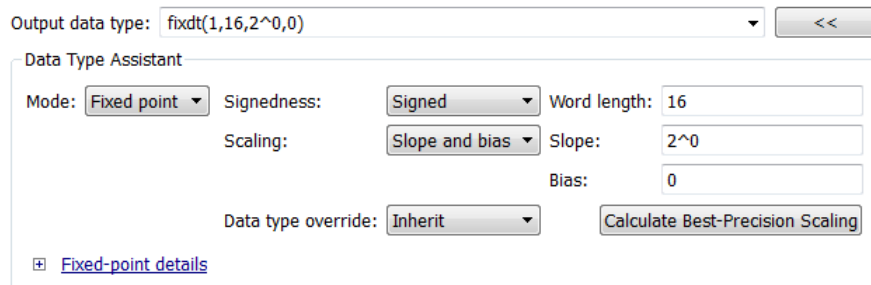 Output data type: fixdt(1,16,2^0,0) <<
Data Type Assistant
Mode: Fixed point Signedness: Signed Word length: 16
Scaling: Slope and bias Slope: 2^0
Bias: 0
Data type override: Inherit Calculate Best-Precision Scaling
Fixed-point details